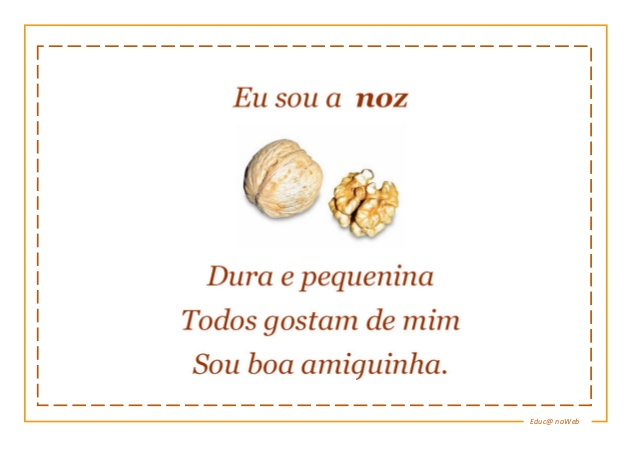 Eu sou a noz
Dura e pequenina
Todos gostam de mim
Sou boa amiguinha.
Educ@ noWeb